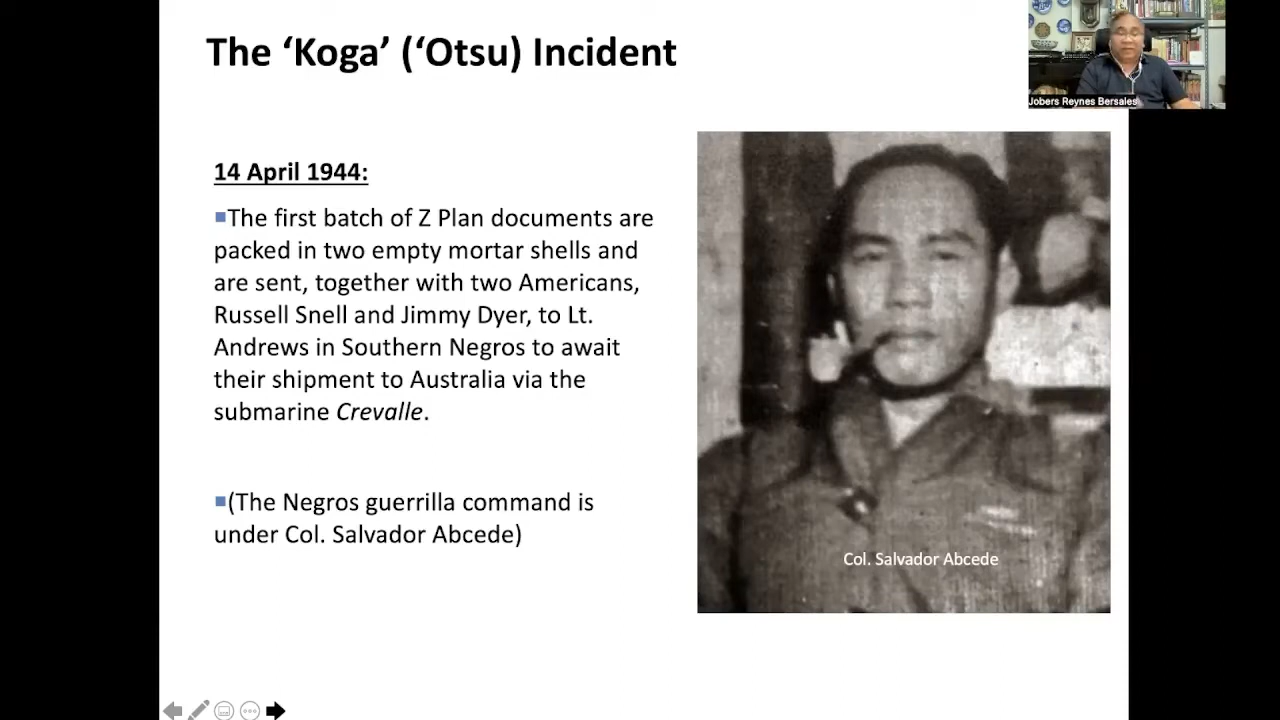 The ‘Koga’ (‘Otsu) Incident
Jobers Reynes Bersales
14 April 1944:
▪The first batch of Z Plan documents are
packed in two empty mortar shells and
are sent, together with two Americans,
Russell Snell and Jimmy Dyer, to Lt.
Andrews in Southern Negros to await
their shipment to Australia via the
submarine Crevalle.
▪(The Negros guerrilla command is
under Col. Salvador Abcede)
Col. Salvador Abcede